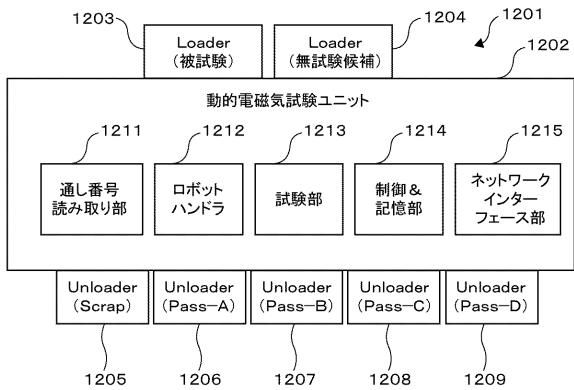 1203
1204
1201
1202
Loader
(被試験)
Loader
(無試験候補)
動的電磁気試験ユニット
1211
1212
1213
1214
1215
通し番号
読み取り部
ロボット
ハンドラ
試験部
制御＆
記憶部
ネットワーク
インター
フェース部
Unloader
(Scrap)
Unloader
(Pass-A)
Unloader
(Pass-B)
Unloader
(Pass-C)
Unloader
(Pass-D)
1205
1206
1207
1208
1209